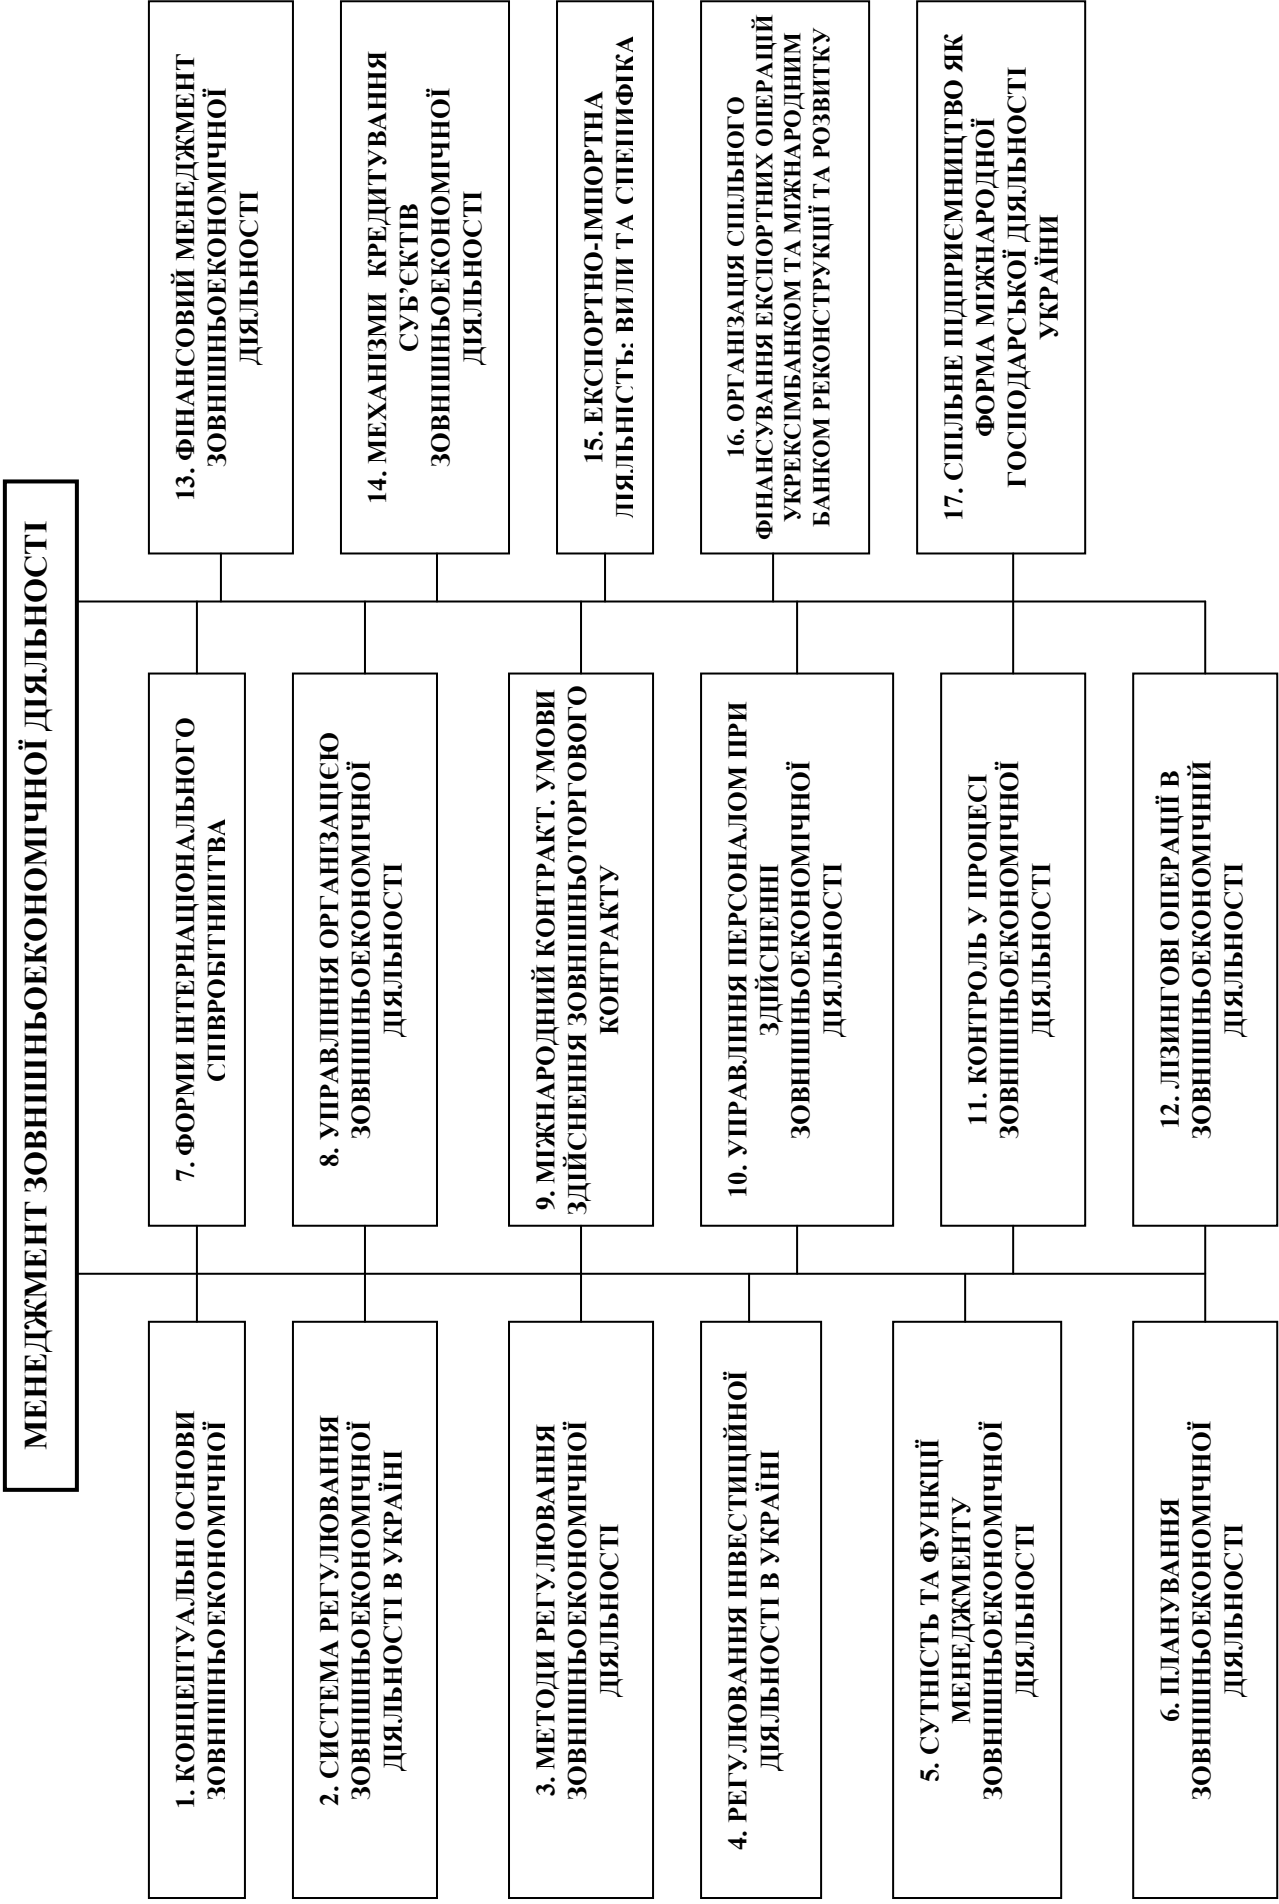 МЕНЕДЖМЕНТ ЗОВНІШНЬОЕКОНОМІЧНОЇ ДІЯЛЬНОСТІ
1. КОНЦЕПТУАЛЬНІ ОСНОВИ
ЗОВНІШНЬОЕКОНОМІЧНОЇ
2. СИСТЕМА РЕГУЛЮВАННЯ
ЗОВНІШНЬОЕКОНОМІЧНОЇ
ДІЯЛЬНОСТІ В УКРАЇНІ
3. МЕТОДИ РЕГУЛЮВАННЯ
ЗОВНІШНЬОЕКОНОМІЧНОЇ
ДІЯЛЬНОСТІ
4. РЕГУЛЮВАННЯ ІНВЕСТИЦІЙНОЇ
ДІЯЛЬНОСТІ В УКРАЇНІ
5. СУТНІСТЬ ТА ФУНКЦІЇ
МЕНЕДЖМЕНТУ
ЗОВНІШНЬОЕКОНОМІЧНОЇ
ДІЯЛЬНОСТІ
6. ПЛАНУВАННЯ
ЗОВНІШНЬОЕКОНОМІЧНОЇ
ДІЯЛЬНОСТІ
7. ФОРМИ ІНТЕРНАЦІОНАЛЬНОГО
СПІВРОБІТНИЦТВА
8. УПРАВЛІННЯ ОРГАНІЗАЦІЄЮ
ЗОВНІШНЬОЕКОНОМІЧНОЇ
ДІЯЛЬНОСТІ
9. МІЖНАРОДНИЙ КОНТРАКТ. УМОВИ
ЗДІЙСНЕННЯ ЗОВНІШНЬОТОРГОВОГО
КОНТРАКТУ
10. УПРАВЛІННЯ ПЕРСОНАЛОМ ПРИ
ЗДІЙСНЕННІ
ЗОВНІШНЬОЕКОНОМІЧНОЇ
ДІЯЛЬНОСТІ
11. КОНТРОЛЬ У ПРОЦЕСІ
ЗОВНІШНЬОЕКОНОМІЧНОЇ
ДІЯЛЬНОСТІ
12. ЛІЗИНГОВІ ОПЕРАЦІЇ В
ЗОВНІШНЬОЕКОНОМІЧНІЙ
ДІЯЛЬНОСТІ
13. ФІНАНСОВИЙ МЕНЕДЖМЕНТ
ЗОВНІШНЬОЕКОНОМІЧНОЇ
ДІЯЛЬНОСТІ
14. МЕХАНІЗМИ КРЕДИТУВАННЯ
СУБ’ЄКТІВ
ЗОВНІШНЬОЕКОНОМІЧНОЇ
ДІЯЛЬНОСТІ
15. ЕКСПОРТНО-ІМПОРТНА
ДІЯЛЬНІСТЬ: ВИДИ ТА СПЕЦИФІКА
16. ОРГАНІЗАЦІЯ СПІЛЬНОГО
ФІНАНСУВАННЯ ЕКСПОРТНИХ ОПЕРАЦІЙ
УКРЕКСІМБАНКОМ ТА МІЖНАРОДНИМ
БАНКОМ РЕКОНСТРУКЦІЇ ТА РОЗВИТКУ
17. СПІЛЬНЕ ПІДПРИЄМНИЦТВО ЯК
ФОРМА МІЖНАРОДНОЇ
ГОСПОДАРСЬКОЇ ДІЯЛЬНОСТІ
УКРАЇНИ